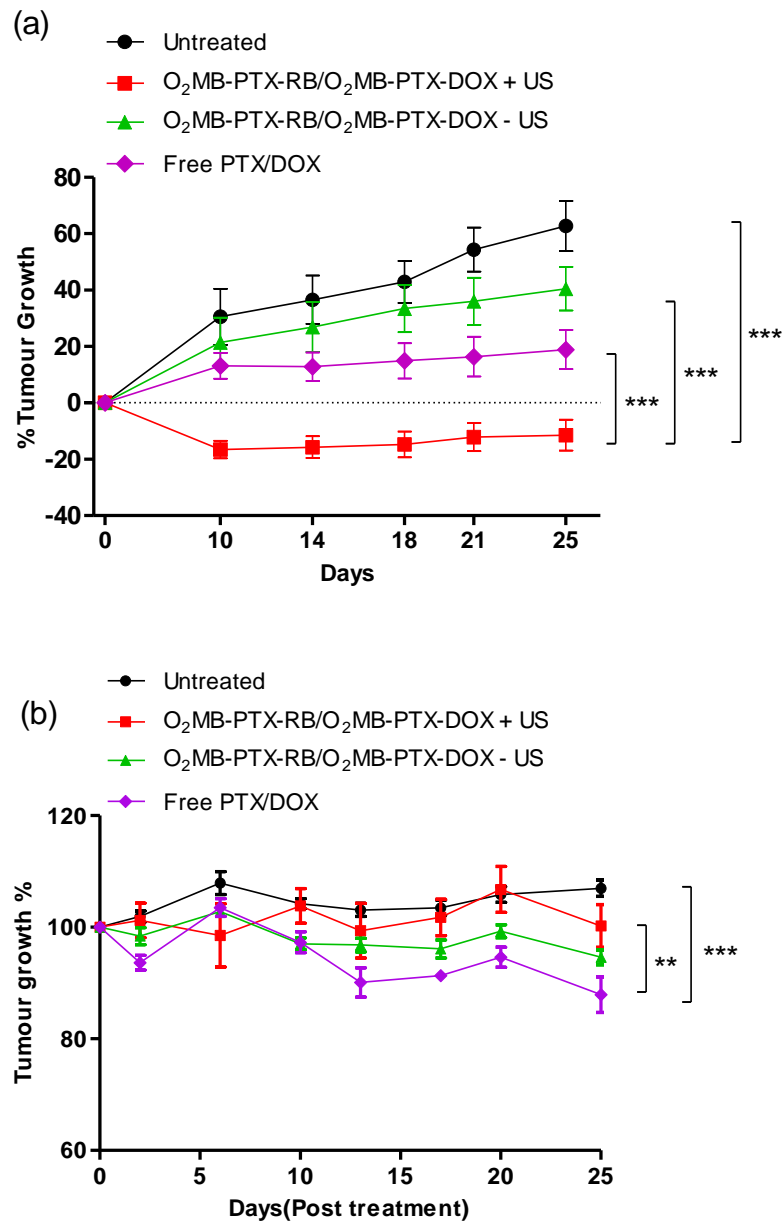 (a)
Untreated
O₂MB-PTX-RB/O₂MB-PTX-DOX + US
O₂MB-PTX-RB/O₂MB-PTX-DOX - US
Free PTX/DOX
80
60
40
20
0
-20
-40
%Tumour Growth
0 10 14 18 21 25
Days
***
***
***
(b)
Untreated
O₂MB-PTX-RB/O₂MB-PTX-DOX + US
O₂MB-PTX-RB/O₂MB-PTX-DOX - US
Free PTX/DOX
120
100
80
60
Tumour growth %
0 5 10 15 20 25
Days(Post treatment)
**
***